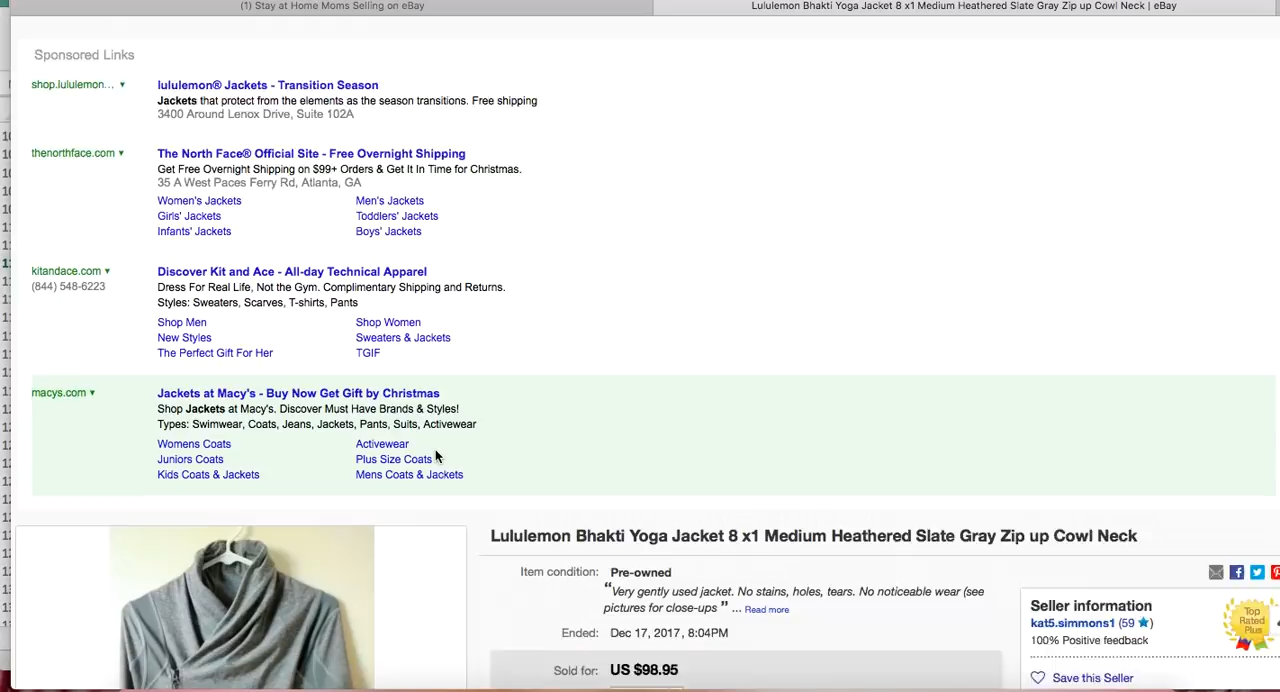 (1) Stay at Home Moms Selling on eBay
Lululemon Bhakti Yoga Jacket 8 x1 Medium Heathered Slate Gray Zip up Cowl Neck | eBay
Sponsored Links
shop.lululemon... ▼
lululemon® Jackets - Transition Season
Jackets that protect from the elements as the season transitions. Free shipping
3400 Around Lenox Drive, Suite 102A
thenorthface.com ▼
The North Face® Official Site - Free Overnight Shipping
Get Free Overnight Shipping on $99+ Orders & Get It In Time for Christmas.
35 A West Paces Ferry Rd, Atlanta, GA
Women's Jackets Men's Jackets
Girls' Jackets Toddlers' Jackets
Infants' Jackets Boys' Jackets
kitandace.com ▼
(844) 548-6223
Discover Kit and Ace - All-day Technical Apparel
Dress For Real Life, Not the Gym. Complimentary Shipping and Returns.
Styles: Sweaters, Scarves, T-shirts, Pants
Shop Men Shop Women
New Styles Sweaters & Jackets
The Perfect Gift For Her TGIF
macys.com ▼
Jackets at Macy's - Buy Now Get Gift by Christmas
Shop Jackets at Macy's. Discover Must Have Brands & Styles!
Types: Swimwear, Coats, Jeans, Jackets, Pants, Suits, Activewear
Womens Coats Activewear
Juniors Coats Plus Size Coats
Kids Coats & Jackets Mens Coats & Jackets
Lululemon Bhakti Yoga Jacket 8 x1 Medium Heathered Slate Gray Zip up Cowl Neck
Item condition: Pre-owned
“Very gently used jacket. No stains, holes, tears. No noticeable wear (see
pictures for close-ups ” ... Read more
Ended: Dec 17, 2017, 8:04PM
Sold for: US $98.95
Seller information
kat5.simmons1 (59 ★)
100% Positive feedback
Top
Rated
Plus
Save this Seller